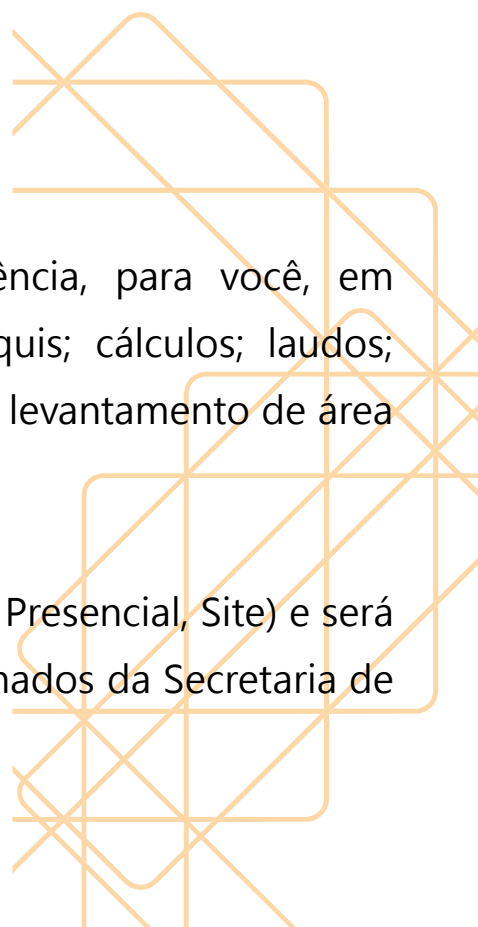 ência, para você, em
quis; cálculos; laudos;
levantamento de área
Presencial, Site) e será
nados da Secretaria de